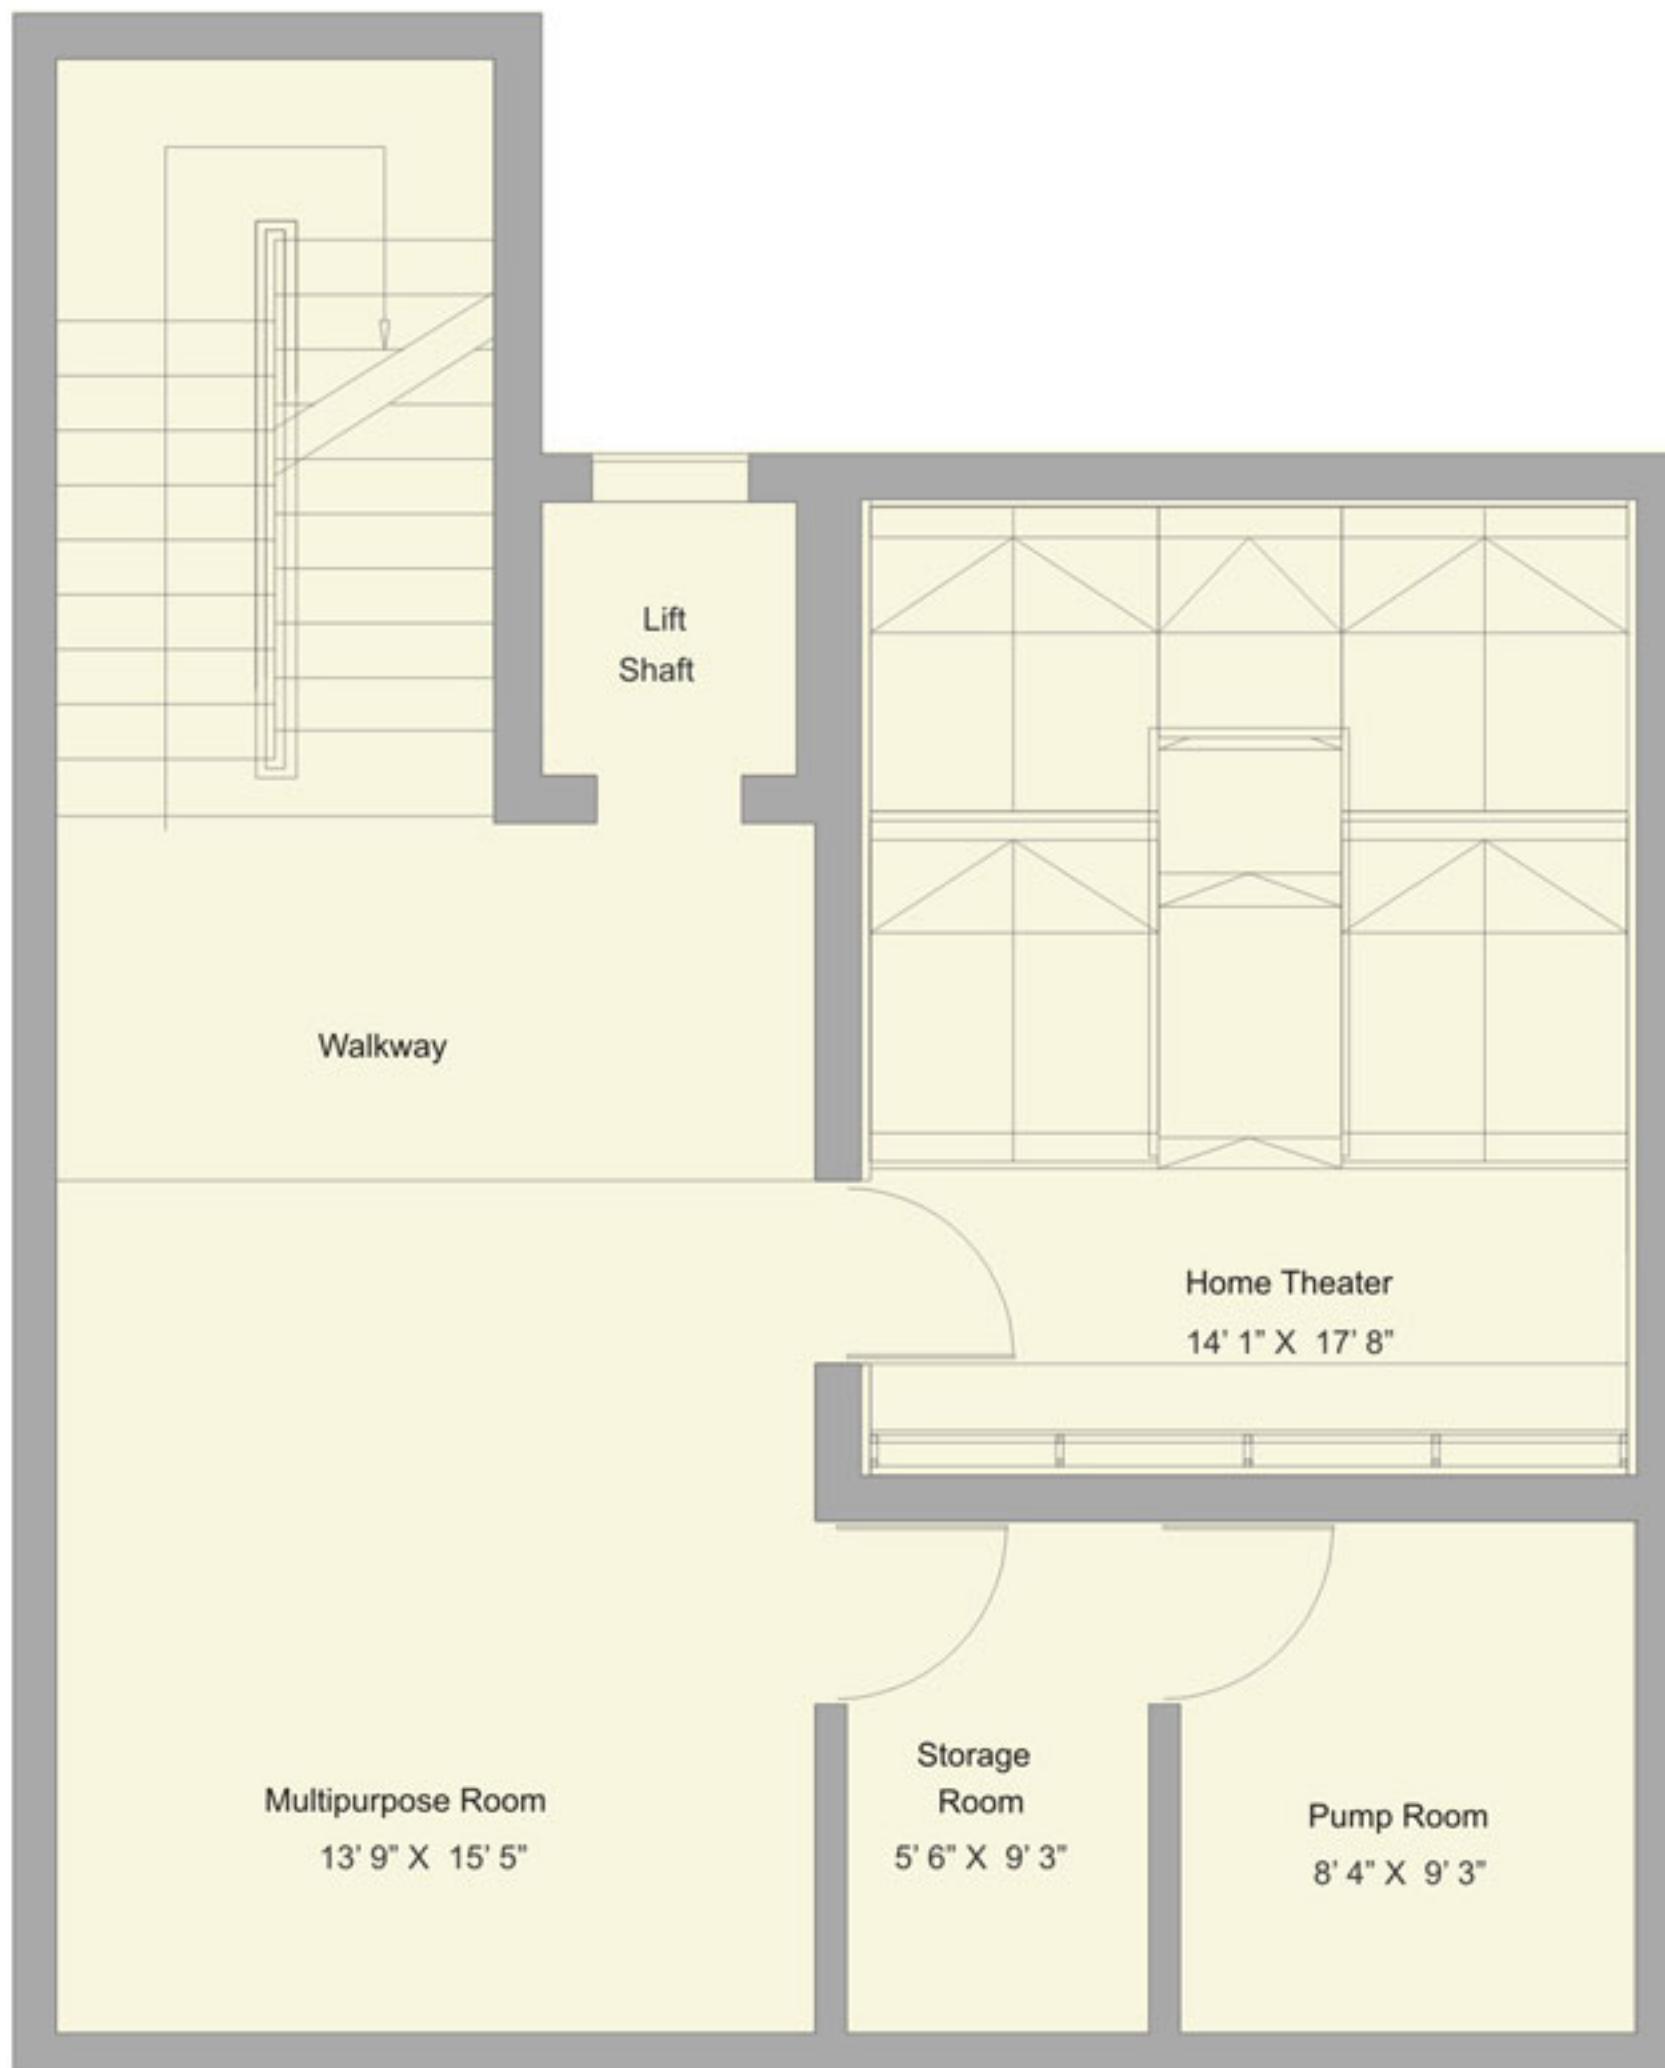 Lift
Shaft
Walkway
Home Theater
14’ 1” X 17’ 8”
Storage
Room
5’ 6” X 9’ 3”
Multipurpose Room
13’ 9” X 15’ 5”
Pump Room
8’ 4” X 9’ 3”